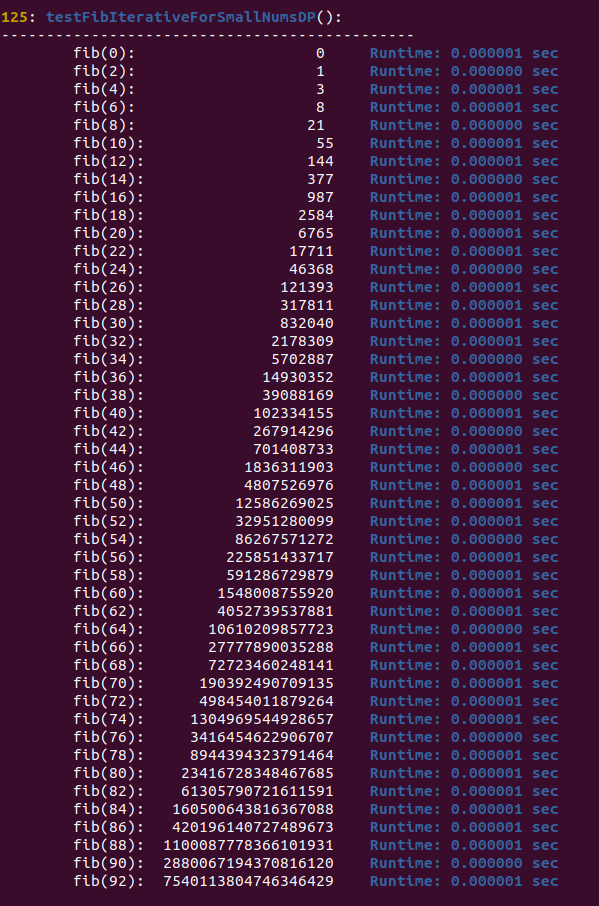 125: testFibIterativeForSmallNumsDP():
----------------------------------------------
fib(0): 0 Runtime: 0.000001 sec
fib(2): 1 Runtime: 0.000000 sec
fib(4): 3 Runtime: 0.000001 sec
fib(6): 8 Runtime: 0.000001 sec
fib(8): 21 Runtime: 0.000000 sec
fib(10): 55 Runtime: 0.000001 sec
fib(12): 144 Runtime: 0.000001 sec
fib(14): 377 Runtime: 0.000000 sec
fib(16): 987 Runtime: 0.000001 sec
fib(18): 2584 Runtime: 0.000001 sec
fib(20): 6765 Runtime: 0.000001 sec
fib(22): 17711 Runtime: 0.000001 sec
fib(24): 46368 Runtime: 0.000000 sec
fib(26): 121393 Runtime: 0.000001 sec
fib(28): 317811 Runtime: 0.000001 sec
fib(30): 832040 Runtime: 0.000001 sec
fib(32): 2178309 Runtime: 0.000001 sec
fib(34): 5702887 Runtime: 0.000000 sec
fib(36): 14930352 Runtime: 0.000001 sec
fib(38): 39088169 Runtime: 0.000000 sec
fib(40): 102334155 Runtime: 0.000001 sec
fib(42): 267914296 Runtime: 0.000000 sec
fib(44): 701408733 Runtime: 0.000001 sec
fib(46): 1836311903 Runtime: 0.000000 sec
fib(48): 4807526976 Runtime: 0.000001 sec
fib(50): 12586269025 Runtime: 0.000001 sec
fib(52): 32951280099 Runtime: 0.000001 sec
fib(54): 86267571272 Runtime: 0.000000 sec
fib(56): 225851433717 Runtime: 0.000001 sec
fib(58): 591286729879 Runtime: 0.000001 sec
fib(60): 1548008755920 Runtime: 0.000001 sec
fib(62): 4052739537881 Runtime: 0.000001 sec
fib(64): 10610209857723 Runtime: 0.000000 sec
fib(66): 27777890035288 Runtime: 0.000001 sec
fib(68): 72723460248141 Runtime: 0.000001 sec
fib(70): 190392490709135 Runtime: 0.000001 sec
fib(72): 498454011879264 Runtime: 0.000001 sec
fib(74): 1304969544928657 Runtime: 0.000001 sec
fib(76): 3416454622906707 Runtime: 0.000000 sec
fib(78): 8944394323791464 Runtime: 0.000001 sec
fib(80): 23416728348467685 Runtime: 0.000001 sec
fib(82): 61305790721611591 Runtime: 0.000001 sec
fib(84): 160500643816367088 Runtime: 0.000001 sec
fib(86): 420196140727489673 Runtime: 0.000001 sec
fib(88): 1100087778366101931 Runtime: 0.000001 sec
fib(90): 2880067194370816120 Runtime: 0.000000 sec
fib(92): 7540113804746346429 Runtime: 0.000001 sec